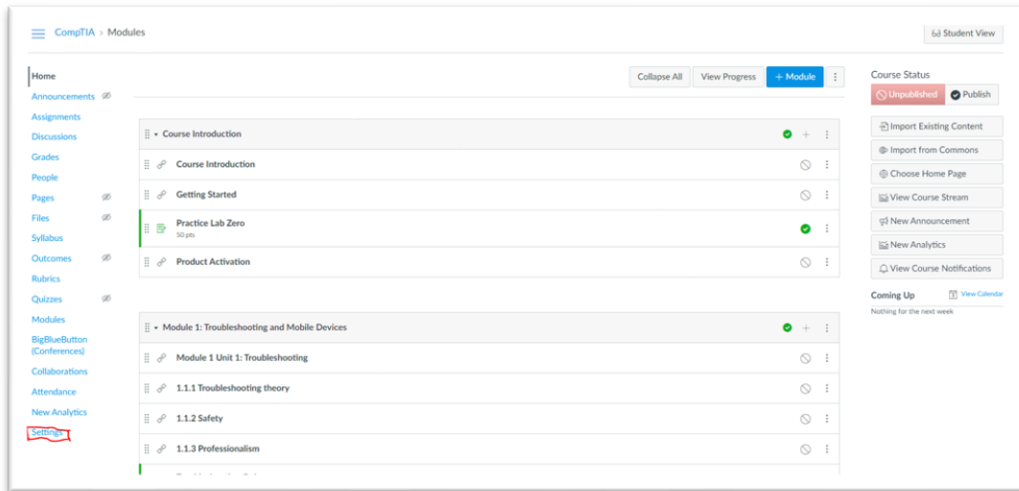 CompTIA > Modules
Student View
Home
Announcements
Assignments
Discussions
Grades
People
Pages
Files
Syllabus
Outcomes
Rubrics
Quizzes
Modules
BigBlueButton
(Conferences)
Collaborations
Attendance
New Analytics
Settings
Collapse All
View Progress
+ Module
Course Introduction
Course Introduction
Getting Started
Practice Lab Zero
50 pts
Product Activation
Module 1: Troubleshooting and Mobile Devices
Module 1 Unit 1: Troubleshooting
1.1.1 Troubleshooting theory
1.1.2 Safety
1.1.3 Professionalism
Course Status
Unpublished
Publish
Import Existing Content
Import from Commons
Choose Home Page
View Course Stream
New Announcement
New Analytics
View Course Notifications
Coming Up
View Calendar
Nothing for the next week